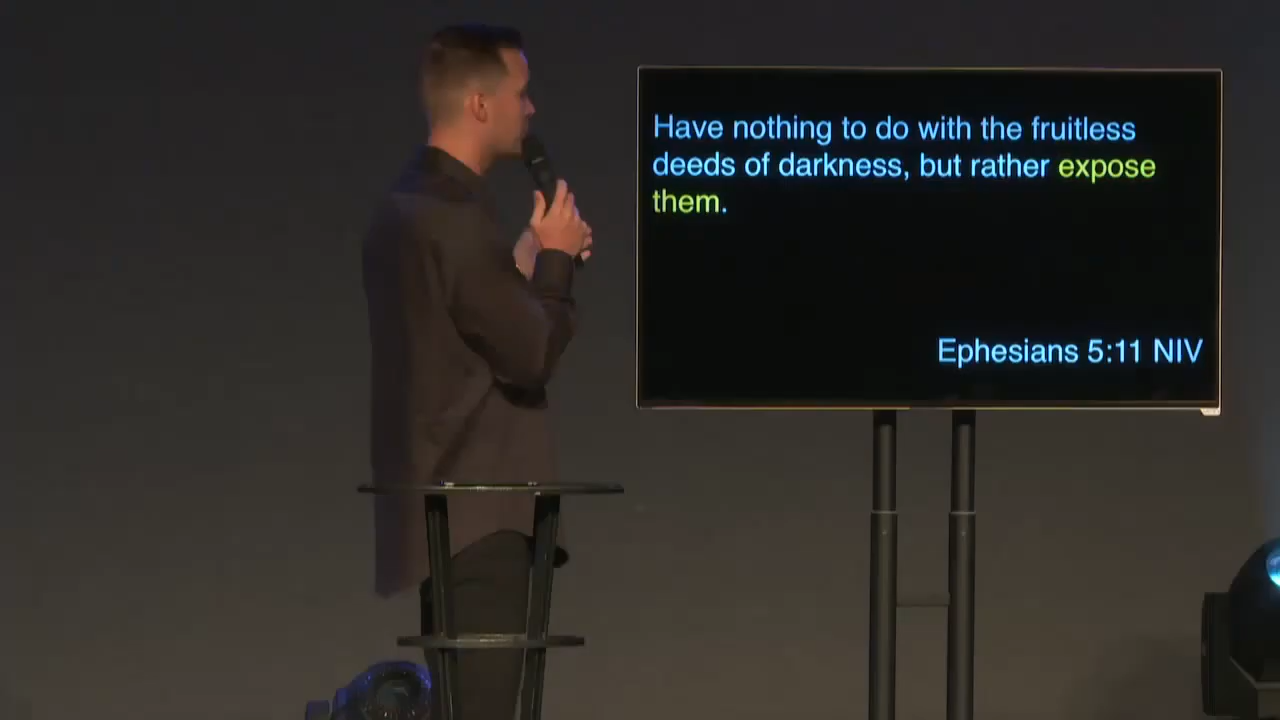 Have nothing to do with the fruitless
deeds of darkness, but rather expose
them.
Ephesians 5:11 NIV